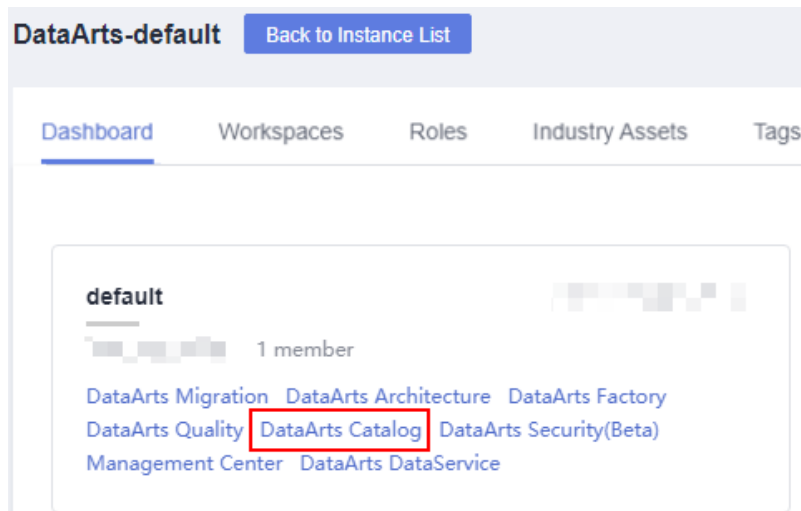 DataArts-default Back to Instance List
Dashboard Workspaces Roles Industry Assets Tags
default
1 member
DataArts Migration DataArts Architecture DataArts Factory
DataArts Quality DataArts Catalog DataArts Security(Beta)
Management Center DataArts DataService